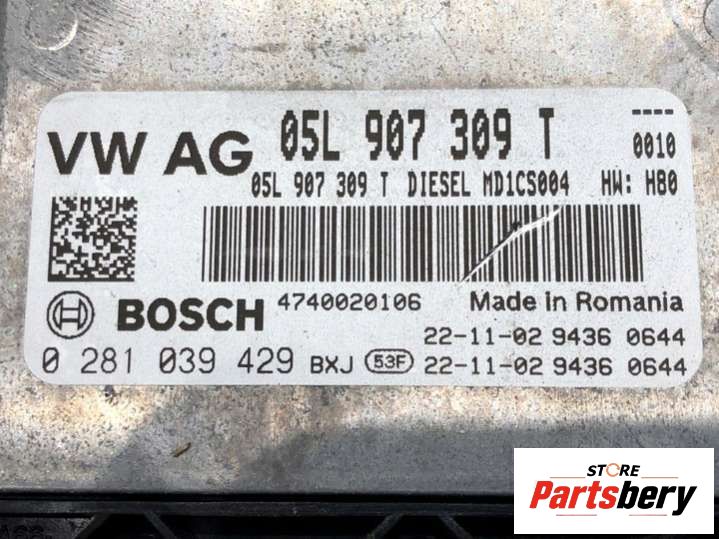 VW AG 05L 907 309 T ----
0010
05L 907 309 T DIESEL MD1CS004 HW: H80
4740020106 Made in Romania
BOSCH
22-11-02 9436 0644
0 281 039 429 BXJ 53F 22-11-02 9436 0644
STORE
Partsbery